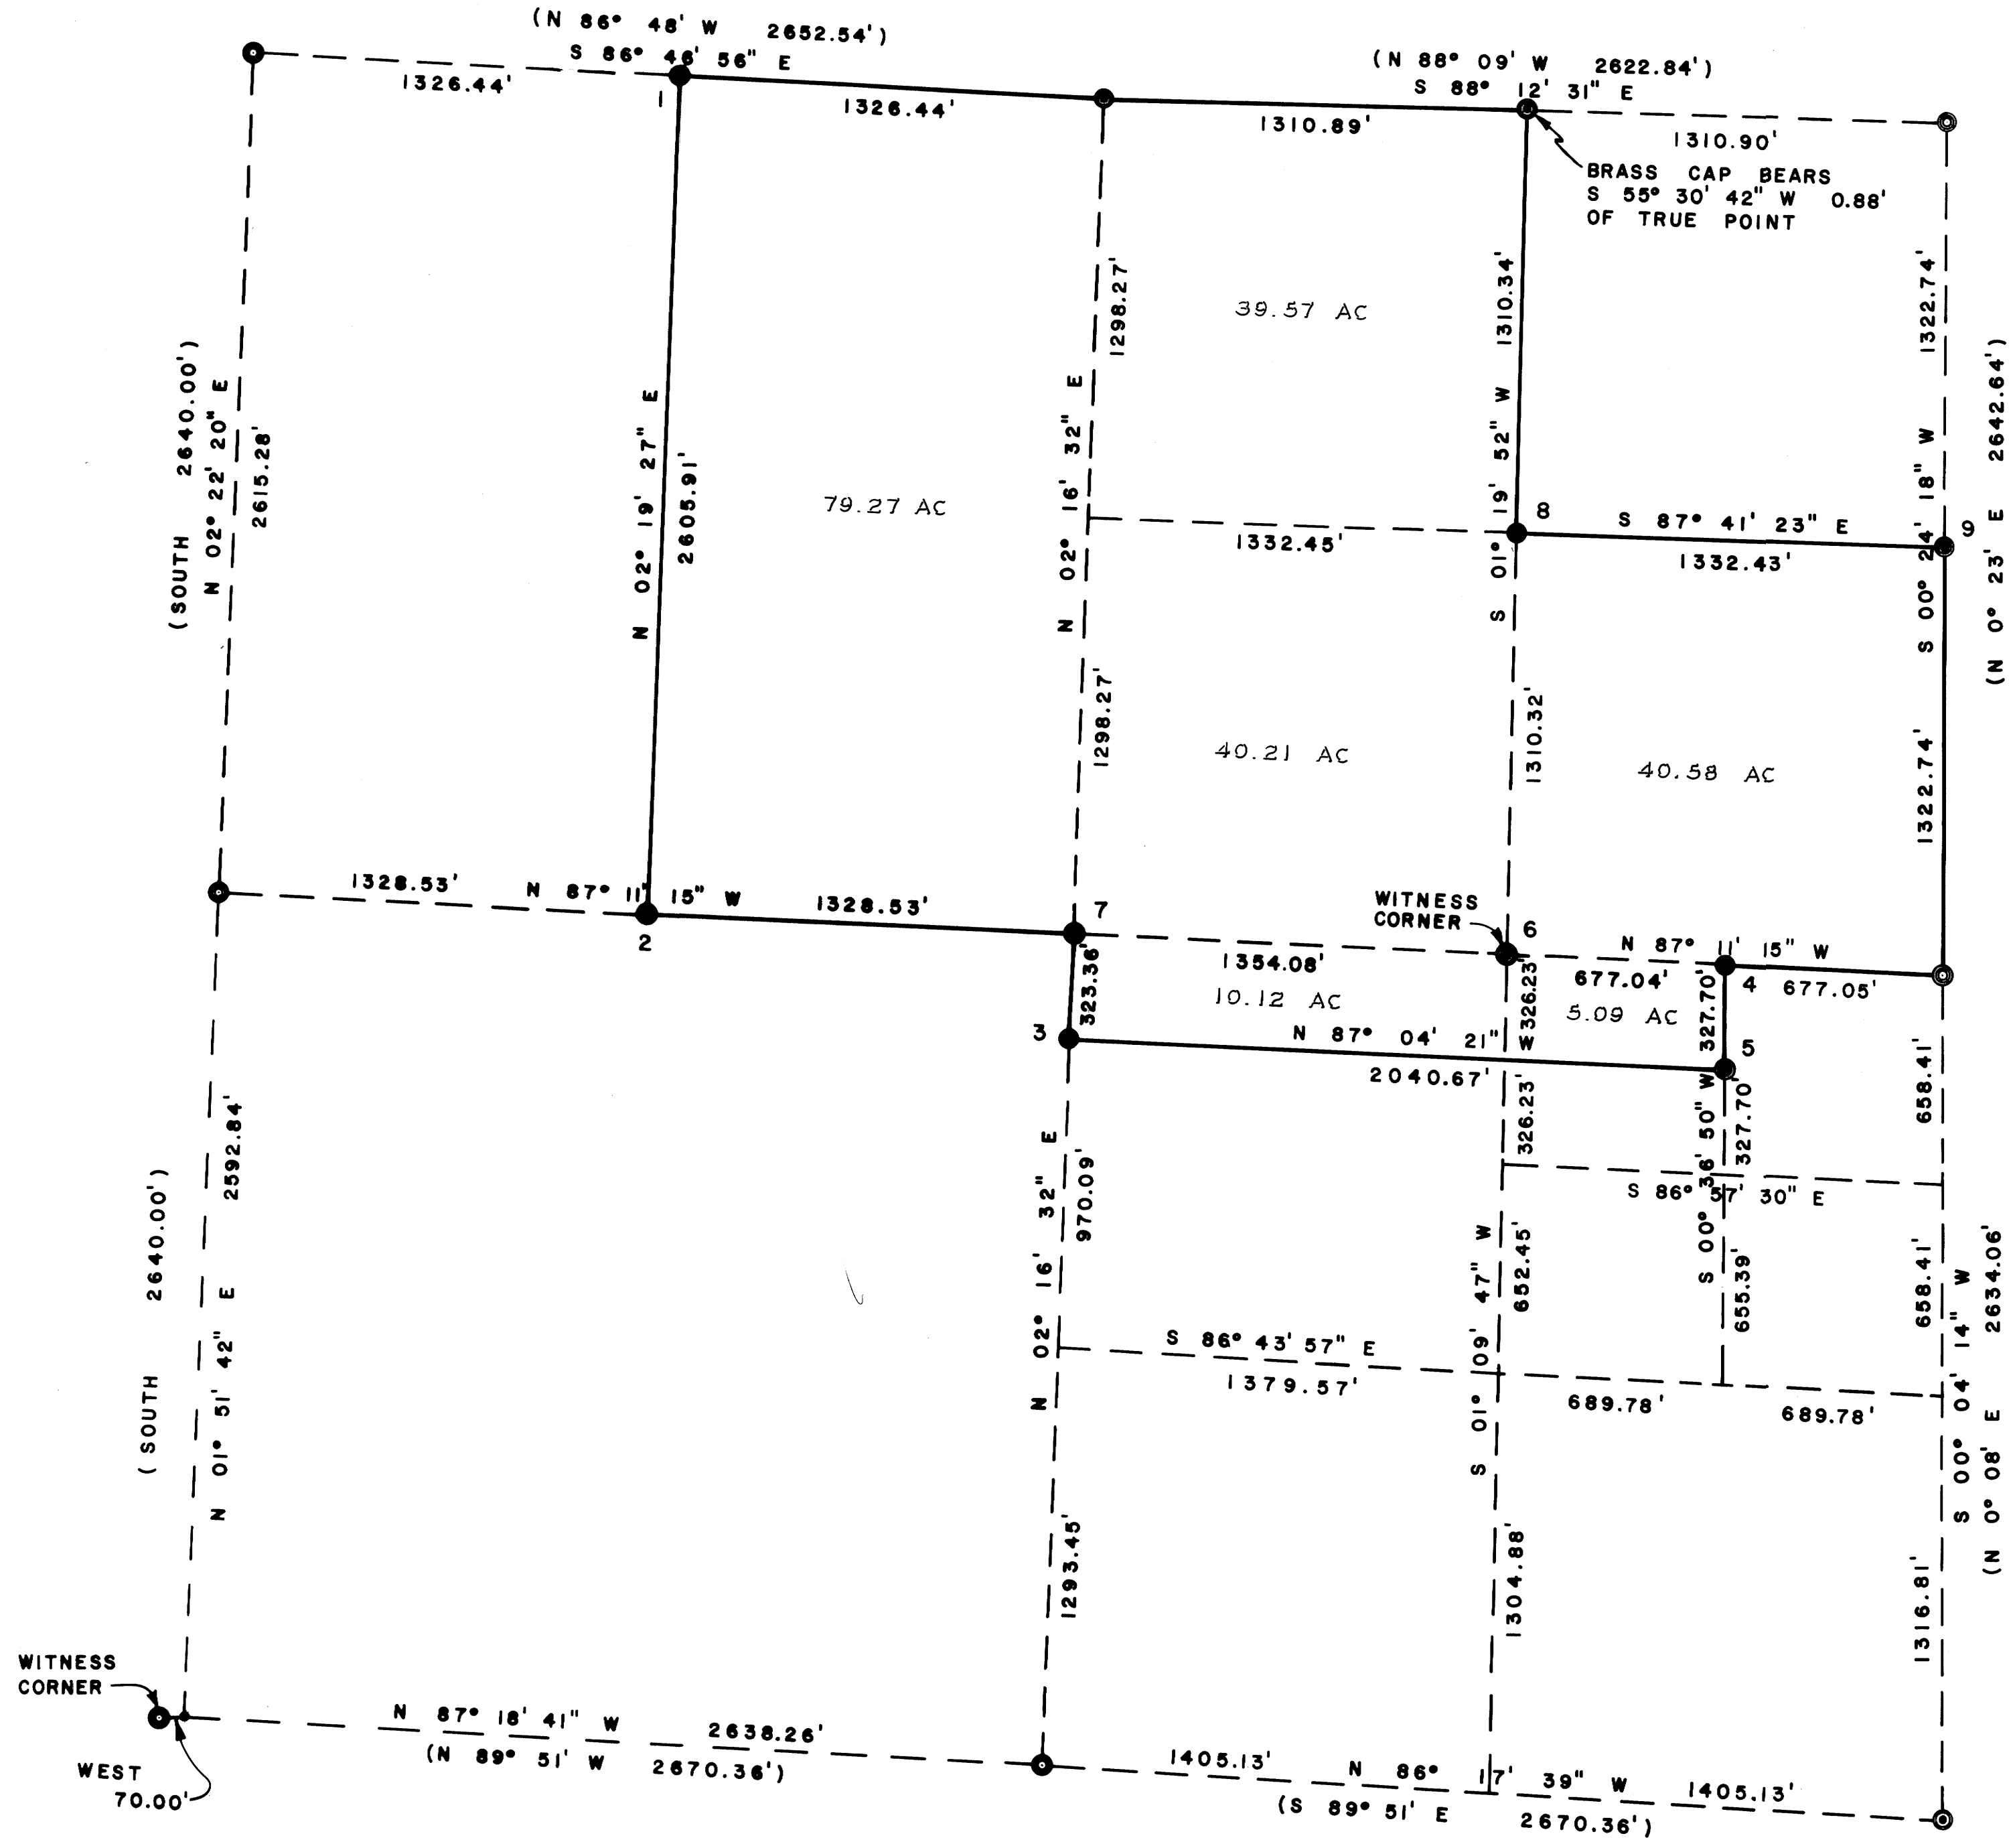 (N 86° 48' W 2652.54')
S 86° 46' 56" E
1326.44'
1
1326.44'
(N 88° 09' W 2622.84')
S 88° 12' 31" E
1310.89'
1310.90'
BRASS CAP BEARS
S 55° 30' 42" W 0.88'
OF TRUE POINT
(SOUTH 2640.00')
N 02° 22' 20" E
2615.28'
N 02° 19' 27" E
2605.91'
79.27 AC
1298.27'
N 02° 16' 32" E
1298.27'
39.57 AC
1310.34'
S 01° 19' 52" W
1332.45'
8
S 87° 41' 23" E
1332.43'
1322.74'
S 00° 24' 18" W
9
(N 0° 23' E 2642.64')
1322.74'
1310.32'
40.21 AC
40.58 AC
1328.53'
N 87° 11' 15" W
1328.53'
2
7
WITNESS
CORNER
6
N 87° 11' 15" W
1354.08'
677.04'
4
677.05'
323.36'
10.12 AC
326.23'
5.09 AC
327.70'
3
N 87° 04' 21" W
2040.67'
5
326.23'
327.70'
658.41'
S 00° 36' 50" W
S 86° 57' 30" E
(SOUTH 2640.00')
N 01° 51' 42" E 2592.84'
N 02° 16' 32" E
970.09'
S 01° 09' 47" W
652.45'
655.39'
658.41'
S 00° 04' 14" W
(N 0° 08' E 2634.06'
S 86° 43' 57" E
1379.57'
689.78'
689.78'
1293.45'
1304.88'
1316.81'
WITNESS
CORNER
WEST
70.00'
N 87° 18' 41" W 2638.26'
(N 89° 51' W 2670.36')
1405.13' N 86° 17' 39" W 1405.13'
(S 89° 51' E 2670.36')